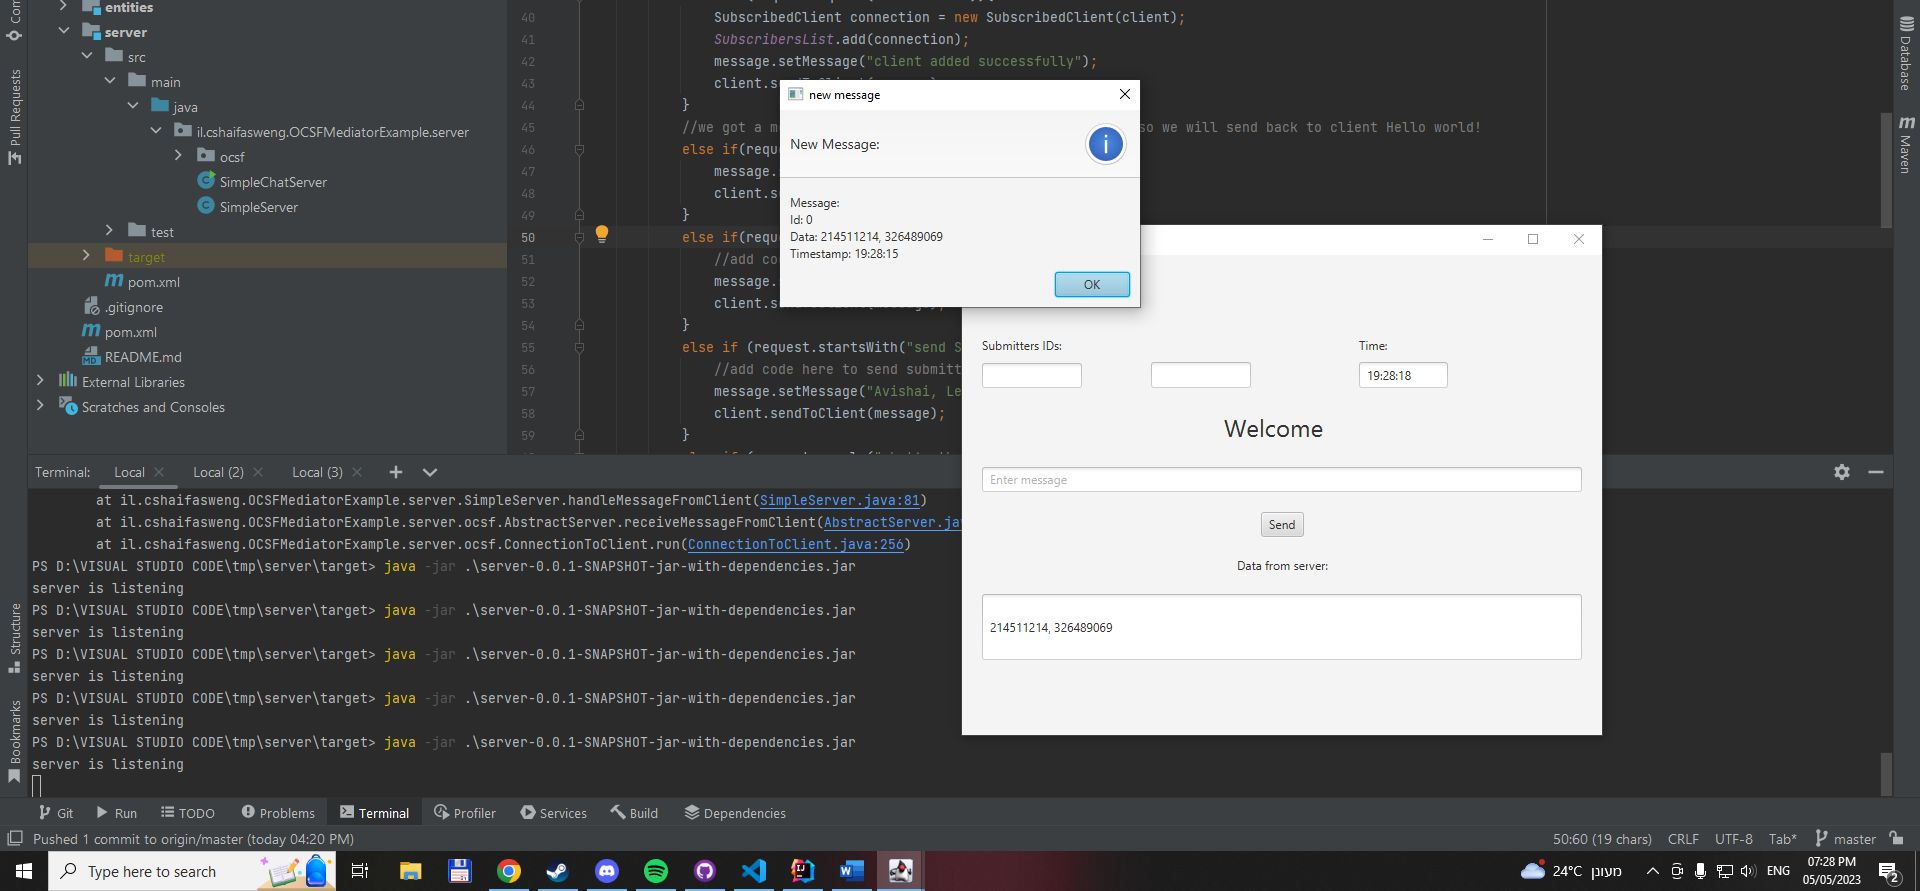 Com
Pull Requests
Structure
Bookmarks
entities
server
src
main
java
il.cshaifasweng.OCSFMediatorExample.server
ocsf
SimpleChatServer
SimpleServer
test
target
pom.xml
.gitignore
pom.xml
README.md
External Libraries
Scratches and Consoles
40 SubscribedClient connection = new SubscribedClient(client);
41 SubscribersList.add(connection);
42 message.setMessage("client added successfully");
43
44 }
45 //we got a m so we will send back to client Hello world!
46 else if(requ
47 message.
48 client.s
49 }
50 else if(requ
51 //add co
52 message.
53 client.s
54 }
55 else if (request.startsWith("send S
56 //add code here to send submitt
57 message.setMessage("Avishai, Le
58 client.sendToClient(message);
59 }
Database
Maven
new message
New Message:
Message:
Id: 0
Data: 214511214, 326489069
Timestamp: 19:28:15
OK
Submitters IDs:
Time:
19:28:18
Welcome
Enter message
Send
Data from server:
214511214, 326489069
Terminal: Local Local (2) Local (3)
at il.cshaifasweng.OCSFMediatorExample.server.SimpleServer.handleMessageFromClient(SimpleServer.java:81)
at il.cshaifasweng.OCSFMediatorExample.server.ocsf.AbstractServer.receiveMessageFromClient(AbstractServer.ja
at il.cshaifasweng.OCSFMediatorExample.server.ocsf.ConnectionToClient.run(ConnectionToClient.java:256)
PS D:\VISUAL STUDIO CODE\tmp\server\target> java -jar .\server-0.0.1-SNAPSHOT-jar-with-dependencies.jar
server is listening
PS D:\VISUAL STUDIO CODE\tmp\server\target> java -jar .\server-0.0.1-SNAPSHOT-jar-with-dependencies.jar
server is listening
PS D:\VISUAL STUDIO CODE\tmp\server\target> java -jar .\server-0.0.1-SNAPSHOT-jar-with-dependencies.jar
server is listening
PS D:\VISUAL STUDIO CODE\tmp\server\target> java -jar .\server-0.0.1-SNAPSHOT-jar-with-dependencies.jar
server is listening
PS D:\VISUAL STUDIO CODE\tmp\server\target> java -jar .\server-0.0.1-SNAPSHOT-jar-with-dependencies.jar
server is listening
Git Run TODO Problems Terminal Profiler Services Build Dependencies
Pushed 1 commit to origin/master (today 04:20 PM)
50:60 (19 chars) CRLF UTF-8 Tab* master
Type here to search
24°C מעונן
ENG
07:28 PM
05/05/2023
2